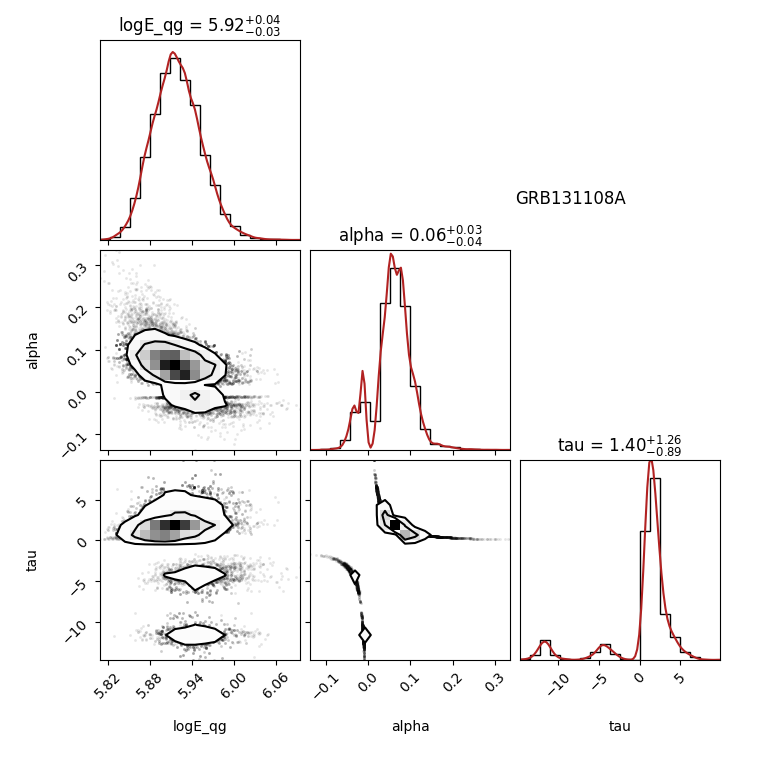 logE_qg = 5.92 +0.04 −0.03
GRB131108A
alpha = 0.06 +0.03 −0.04
alpha
0.3
0.2
0.1
0.0
−0.1
tau = 1.40 +1.26 −0.89
tau
5
0
−5
−10
5.82 5.88 5.94 6.00 6.06
−0.1 0.0 0.1 0.2 0.3
−10 −5 0 5
logE_qg alpha tau